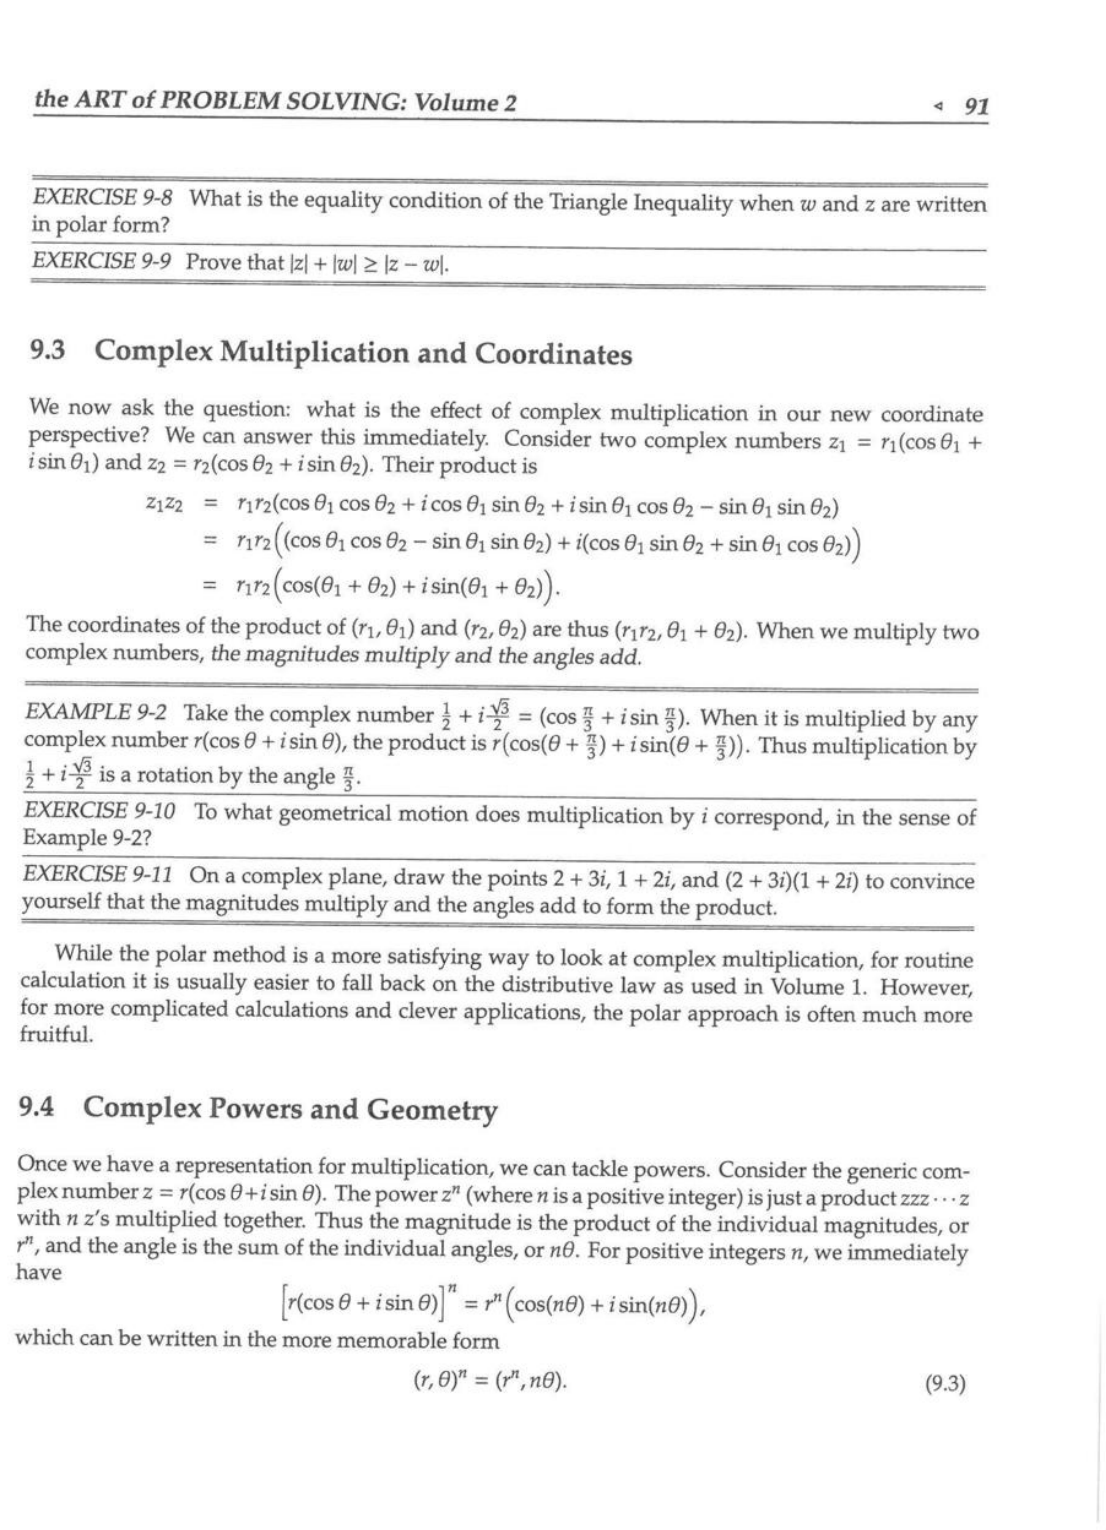 the ART of PROBLEM SOLVING: Volume 2 ◃ 91
EXERCISE 9-8 What is the equality condition of the Triangle Inequality when w and z are written
in polar form?
EXERCISE 9-9 Prove that |z| + |w| ≥ |z − w|.
9.3 Complex Multiplication and Coordinates
We now ask the question: what is the effect of complex multiplication in our new coordinate
perspective? We can answer this immediately. Consider two complex numbers z₁ = r₁(cos θ₁ +
i sin θ₁) and z₂ = r₂(cos θ₂ + i sin θ₂). Their product is
z₁z₂ = r₁r₂(cos θ₁ cos θ₂ + i cos θ₁ sin θ₂ + i sin θ₁ cos θ₂ − sin θ₁ sin θ₂)
= r₁r₂((cos θ₁ cos θ₂ − sin θ₁ sin θ₂) + i(cos θ₁ sin θ₂ + sin θ₁ cos θ₂))
= r₁r₂(cos(θ₁ + θ₂) + i sin(θ₁ + θ₂)).
The coordinates of the product of (r₁, θ₁) and (r₂, θ₂) are thus (r₁r₂, θ₁ + θ₂). When we multiply two
complex numbers, the magnitudes multiply and the angles add.
EXAMPLE 9-2 Take the complex number 1/2 + i√3/2 = (cos π/3 + i sin π/3). When it is multiplied by any
complex number r(cos θ + i sin θ), the product is r(cos(θ + π/3) + i sin(θ + π/3)). Thus multiplication by
1/2 + i√3/2 is a rotation by the angle π/3.
EXERCISE 9-10 To what geometrical motion does multiplication by i correspond, in the sense of
Example 9-2?
EXERCISE 9-11 On a complex plane, draw the points 2 + 3i, 1 + 2i, and (2 + 3i)(1 + 2i) to convince
yourself that the magnitudes multiply and the angles add to form the product.
While the polar method is a more satisfying way to look at complex multiplication, for routine
calculation it is usually easier to fall back on the distributive law as used in Volume 1. However,
for more complicated calculations and clever applications, the polar approach is often much more
fruitful.
9.4 Complex Powers and Geometry
Once we have a representation for multiplication, we can tackle powers. Consider the generic com-
plex number z = r(cos θ+i sin θ). The power zⁿ (where n is a positive integer) is just a product zzz ⋯ z
with n z's multiplied together. Thus the magnitude is the product of the individual magnitudes, or
rⁿ, and the angle is the sum of the individual angles, or nθ. For positive integers n, we immediately
have
[r(cos θ + i sin θ)]ⁿ = rⁿ(cos(nθ) + i sin(nθ)),
which can be written in the more memorable form
(r, θ)ⁿ = (rⁿ, nθ). (9.3)